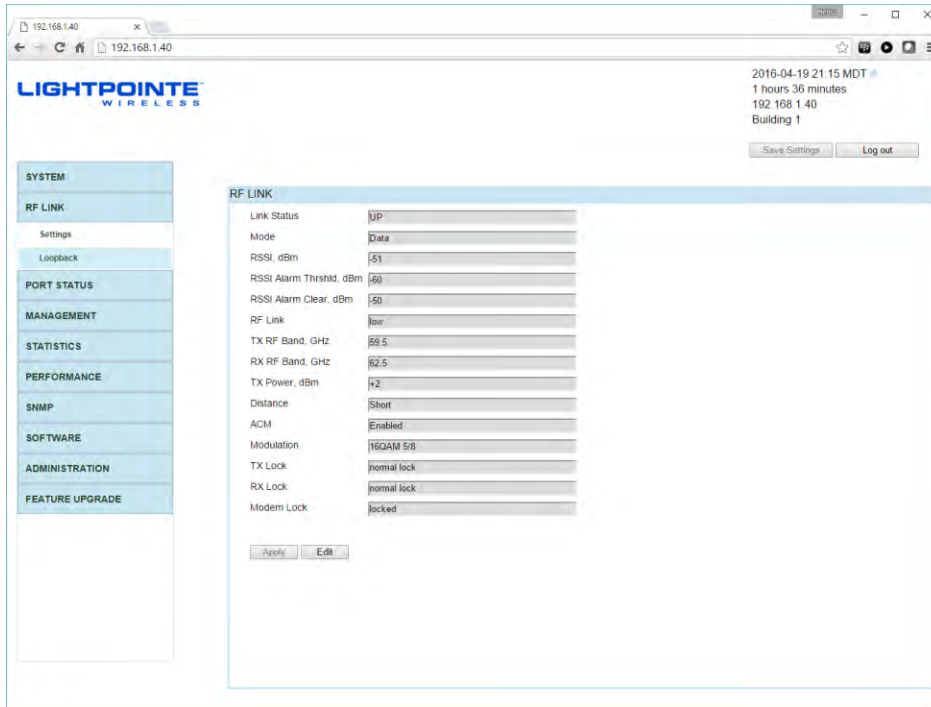 192.168.1.40
192.168.1.40
LIGHTPOINTE™
WIRELESS
2016-04-19 21:15 MDT
1 hours 36 minutes
192.168.1.40
Building 1
Save Settings
Log out
SYSTEM
RF LINK
Settings
Loopback
PORT STATUS
MANAGEMENT
STATISTICS
PERFORMANCE
SNMP
SOFTWARE
ADMINISTRATION
FEATURE UPGRADE
RF LINK
Link Status UP
Mode Data
RSSI, dBm -51
RSSI Alarm Thrshld, dBm -60
RSSI Alarm Clear, dBm -50
RF Link low
TX RF Band, GHz 59.5
RX RF Band, GHz 62.5
TX Power, dBm +2
Distance Short
ACM Enabled
Modulation 16QAM 5/8
TX Lock normal lock
RX Lock normal lock
Modem Lock locked
Apply
Edit